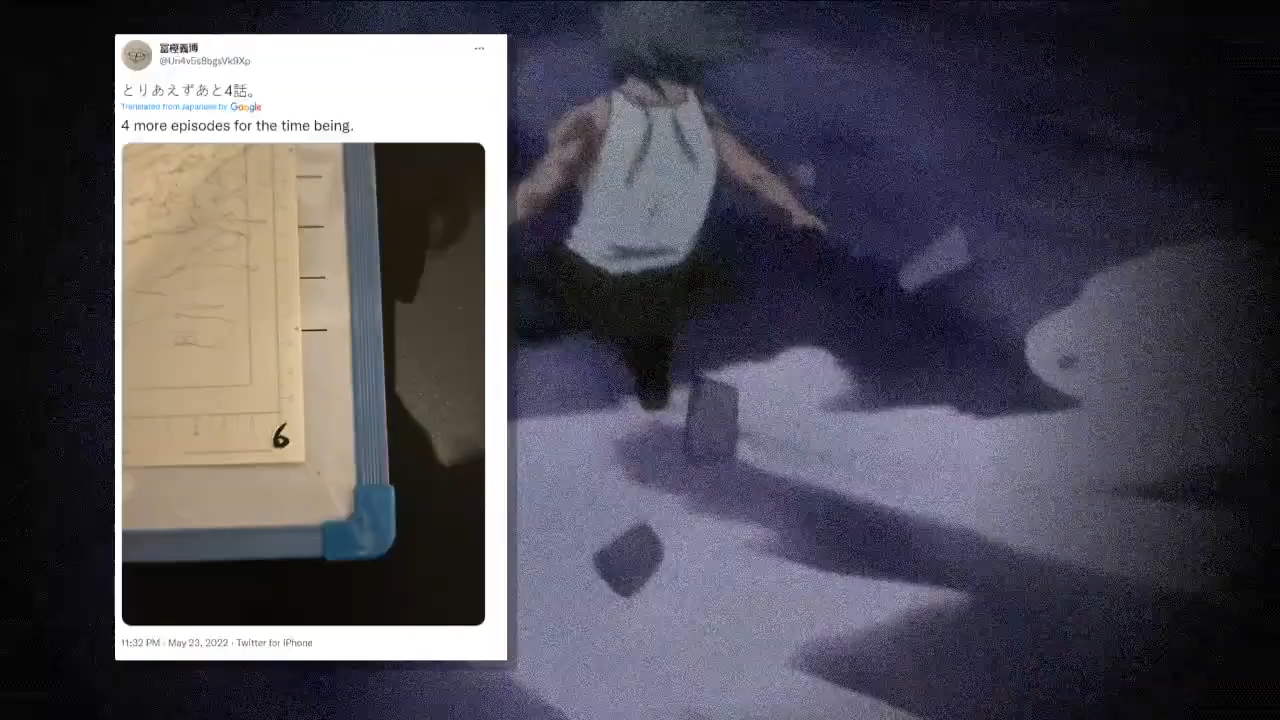 冨樫義博
@Un4v5s8bgsVk9Xp
とりあえずあと4話。
Translated from Japanese by Google
4 more episodes for the time being.
6
11:32 PM · May 23, 2022 · Twitter for iPhone